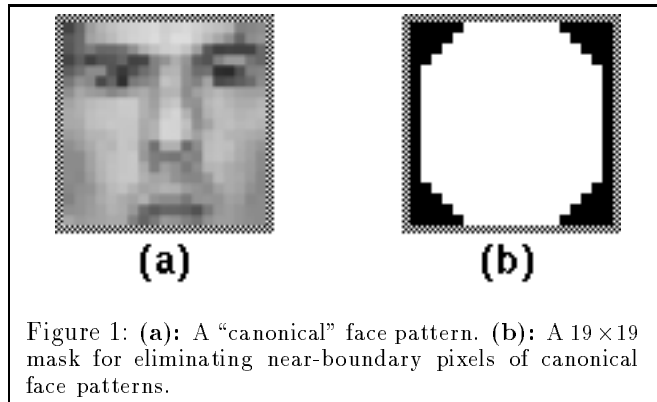 (a) (b)
Figure 1: (a): A “canonical” face pattern. (b): A 19×19
mask for eliminating near-boundary pixels of canonical
face patterns.